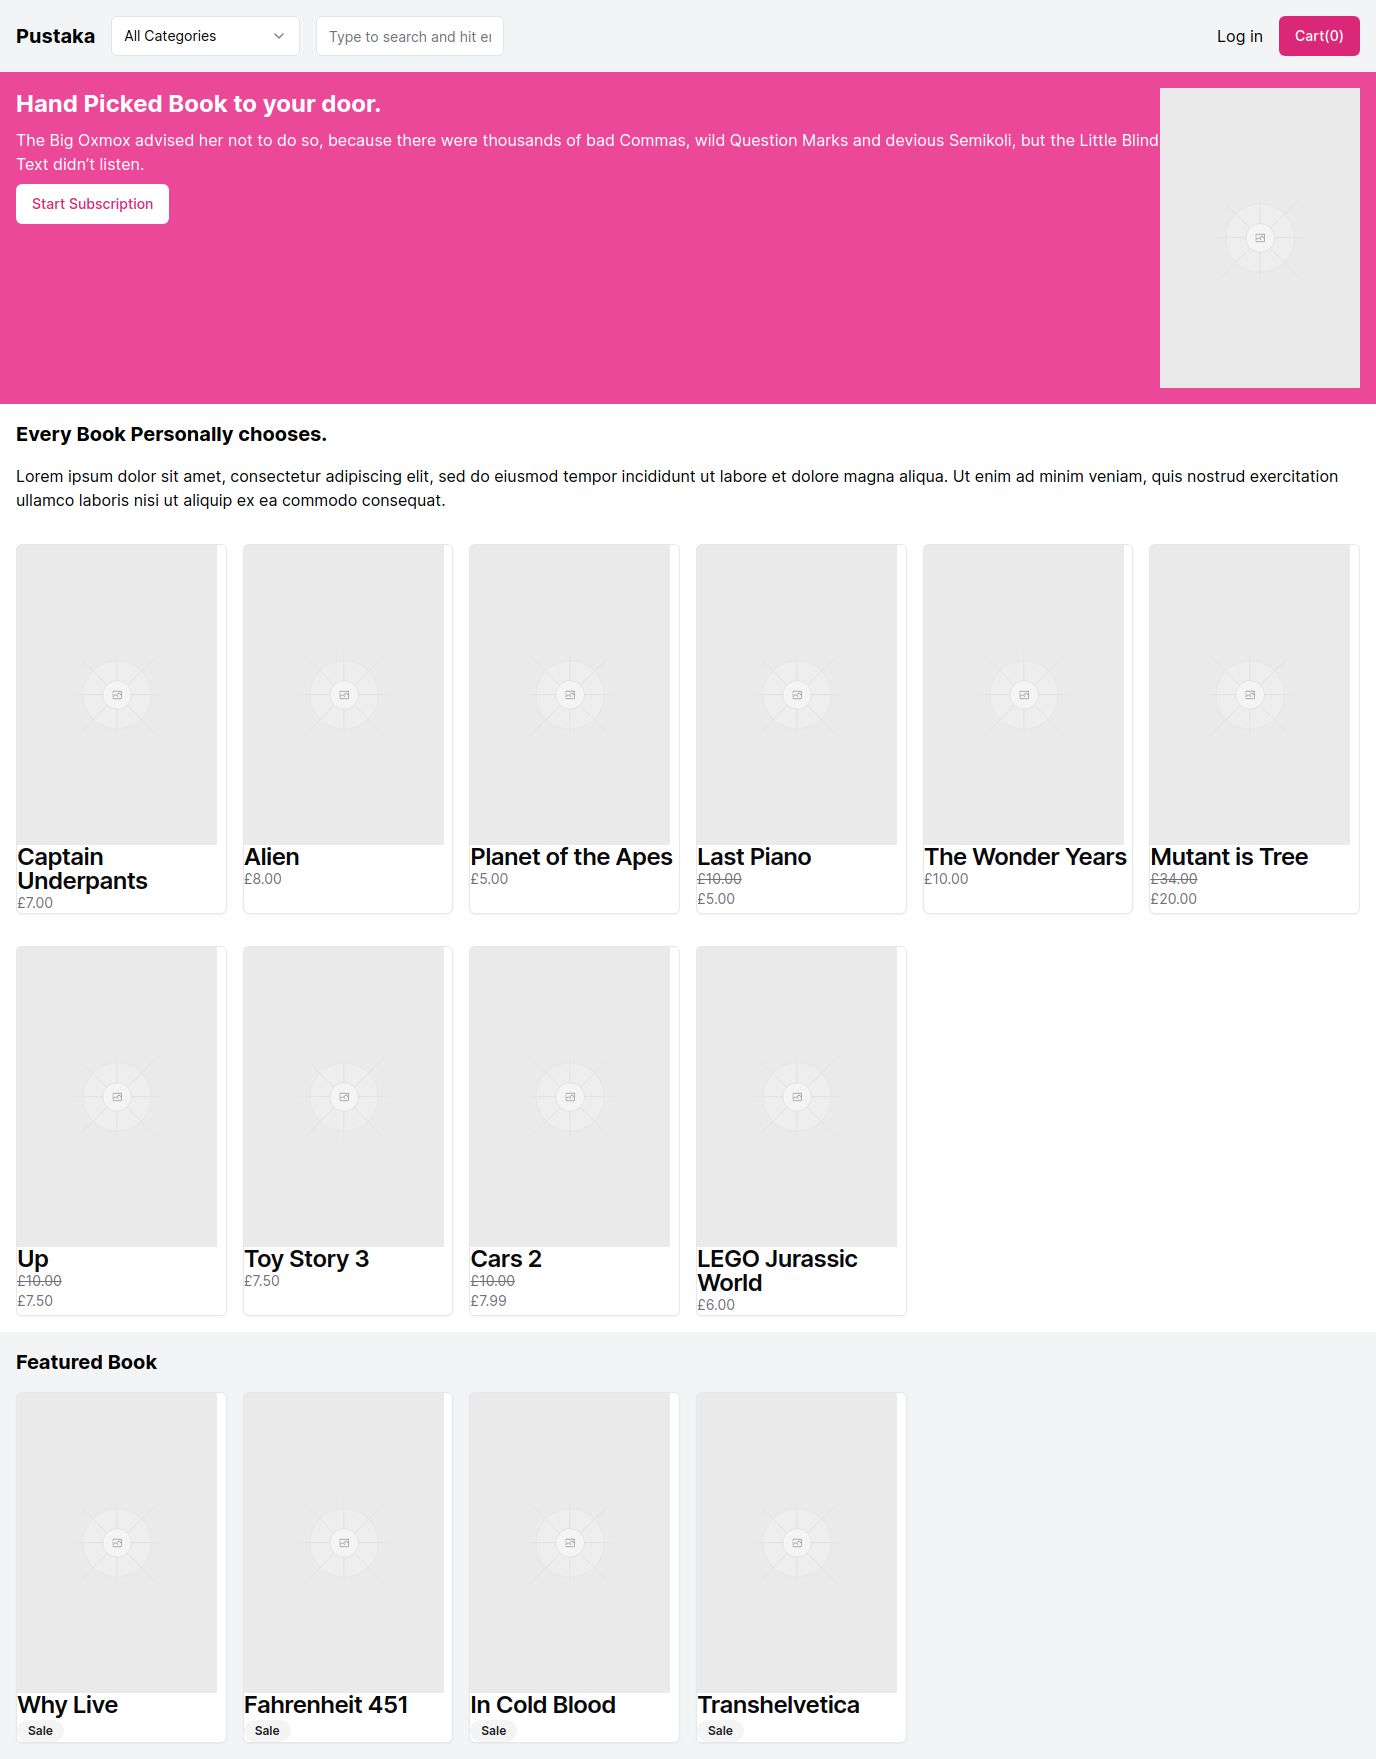 Pustaka
All Categories
Type to search and hit
Log in
Cart(0)
Hand Picked Book to your door.
The Big Oxmox advised her not to do so, because there were thousands of bad Commas, wild Question Marks and devious Semikoli, but the Little Blind
Text didn’t listen.
Start Subscription
Every Book Personally chooses.
Lorem ipsum dolor sit amet, consectetur adipiscing elit, sed do eiusmod tempor incididunt ut labore et dolore magna aliqua. Ut enim ad minim veniam, quis nostrud exercitation
ullamco laboris nisi ut aliquip ex ea commodo consequat.
Captain
Underpants
£7.00
Alien
£8.00
Planet of the Apes
£5.00
Last Piano
£10.00
£5.00
The Wonder Years
£10.00
Mutant is Tree
£34.00
£20.00
Up
£10.00
£7.50
Toy Story 3
£7.50
Cars 2
£10.00
£7.99
LEGO Jurassic
World
£6.00
Featured Book
Why Live
Sale
Fahrenheit 451
Sale
In Cold Blood
Sale
Transhelvetica
Sale